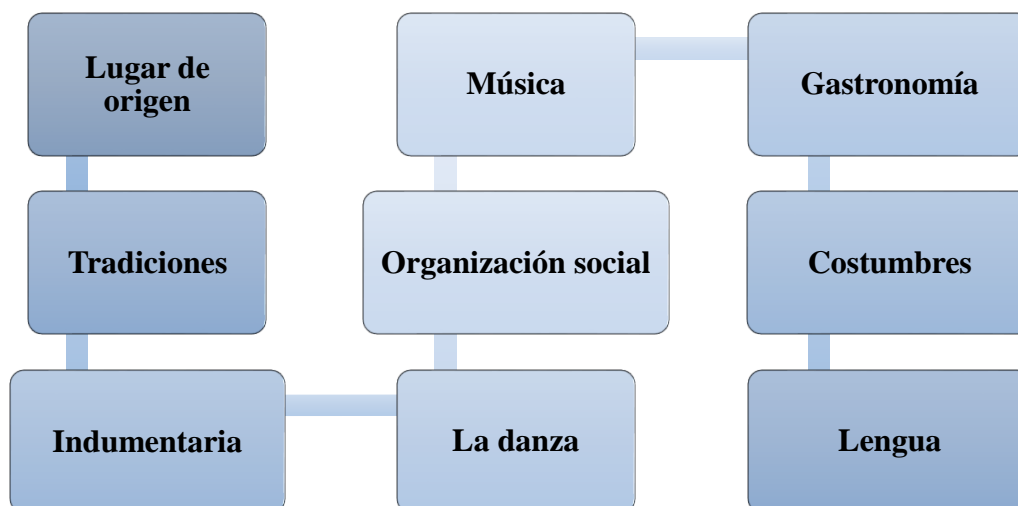 Lugar de
origen
Tradiciones
Indumentaria
La danza
Organización social
Música
Gastronomía
Costumbres
Lengua